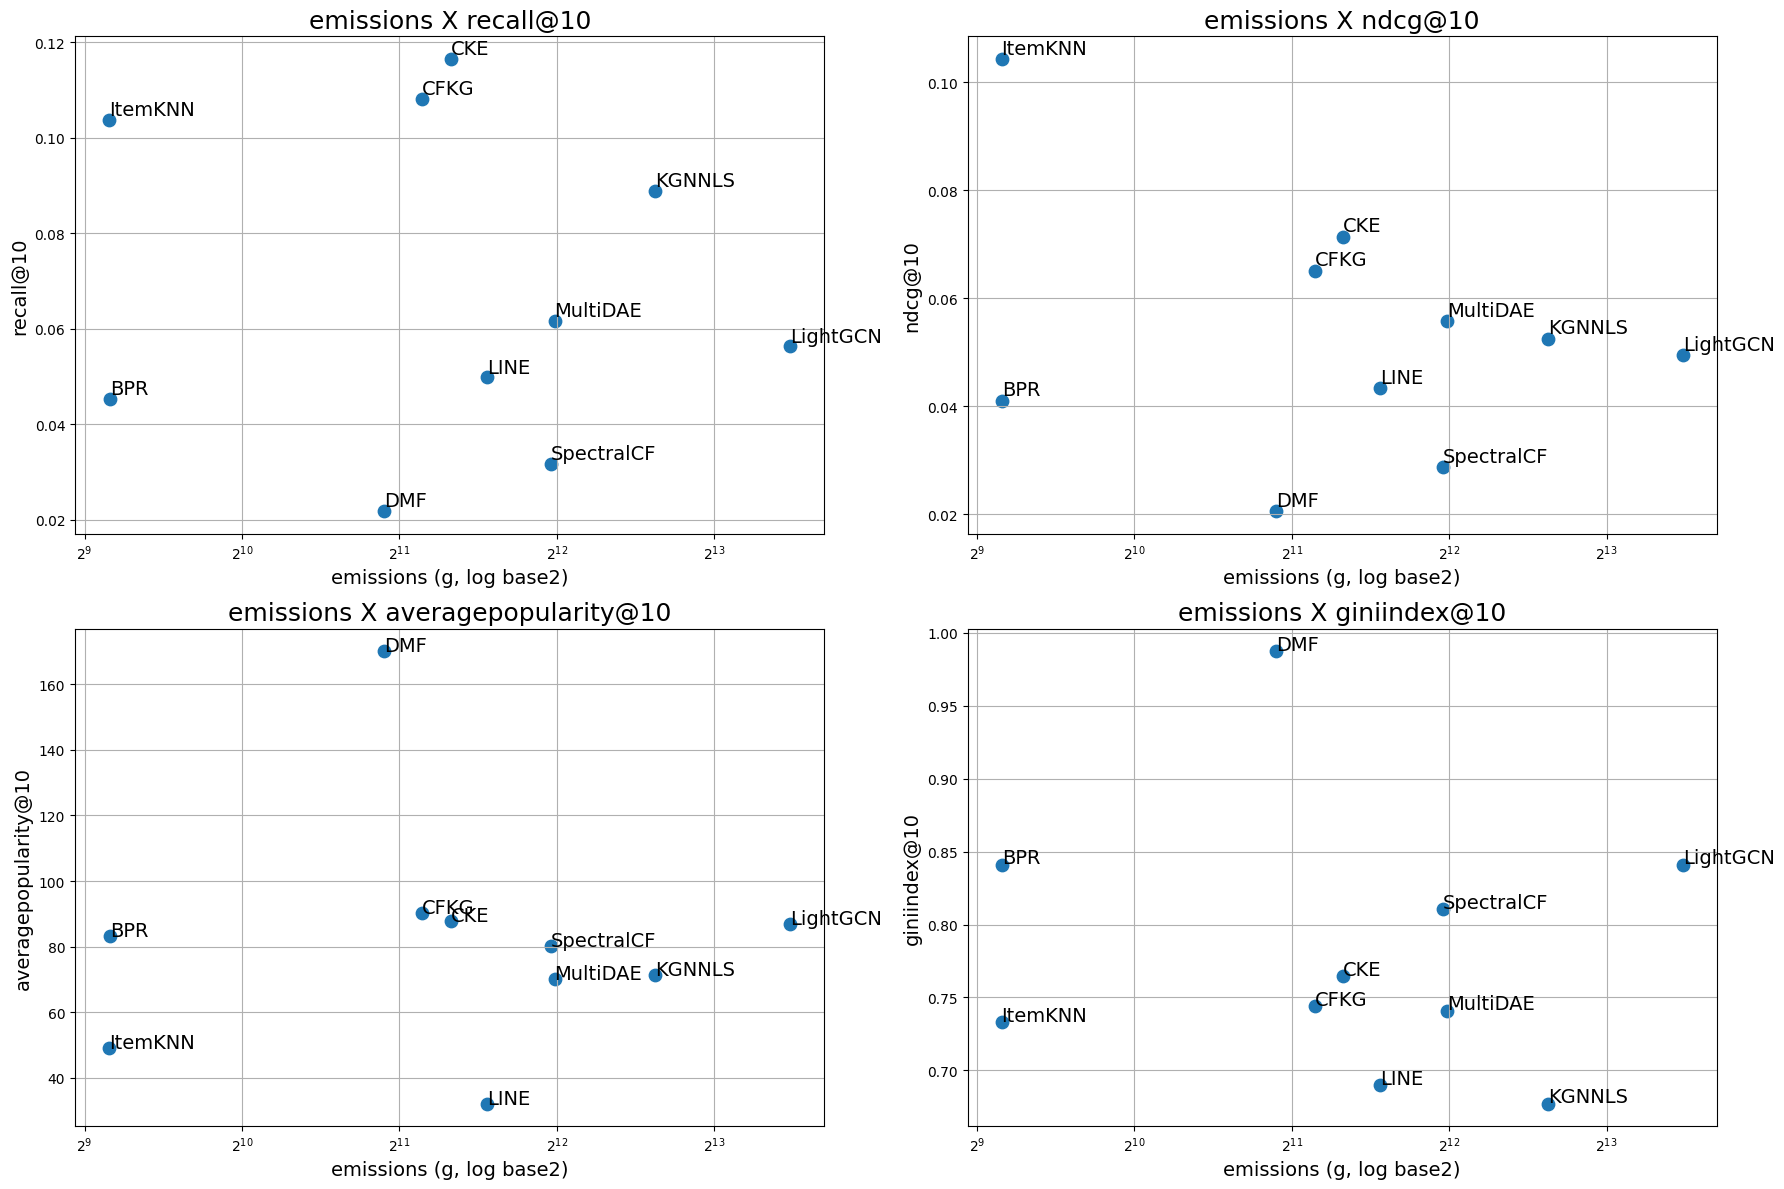 emissions X recall@10
0.12
0.10
0.08
0.06
0.04
0.02
recall@10
CKE
CFKG
ItemKNN
KGNNLS
MultiDAE
LightGCN
LINE
BPR
SpectralCF
DMF
2^9
2^10
2^11
2^12
2^13
emissions (g, log base2)
emissions X ndcg@10
0.10
0.08
0.06
0.04
0.02
ndcg@10
ItemKNN
CKE
CFKG
MultiDAE
KGNNLS
LightGCN
LINE
BPR
SpectralCF
DMF
2^9
2^10
2^11
2^12
2^13
emissions (g, log base2)
emissions X averagepopularity@10
160
140
120
100
80
60
40
averagepopularity@10
DMF
CFKG
CKE
LightGCN
BPR
SpectralCF
MultiDAE
KGNNLS
ItemKNN
LINE
2^9
2^10
2^11
2^12
2^13
emissions (g, log base2)
emissions X giniindex@10
1.00
0.95
0.90
0.85
0.80
0.75
0.70
giniindex@10
DMF
BPR
LightGCN
SpectralCF
CKE
CFKG
MultiDAE
ItemKNN
LINE
KGNNLS
2^9
2^10
2^11
2^12
2^13
emissions (g, log base2)